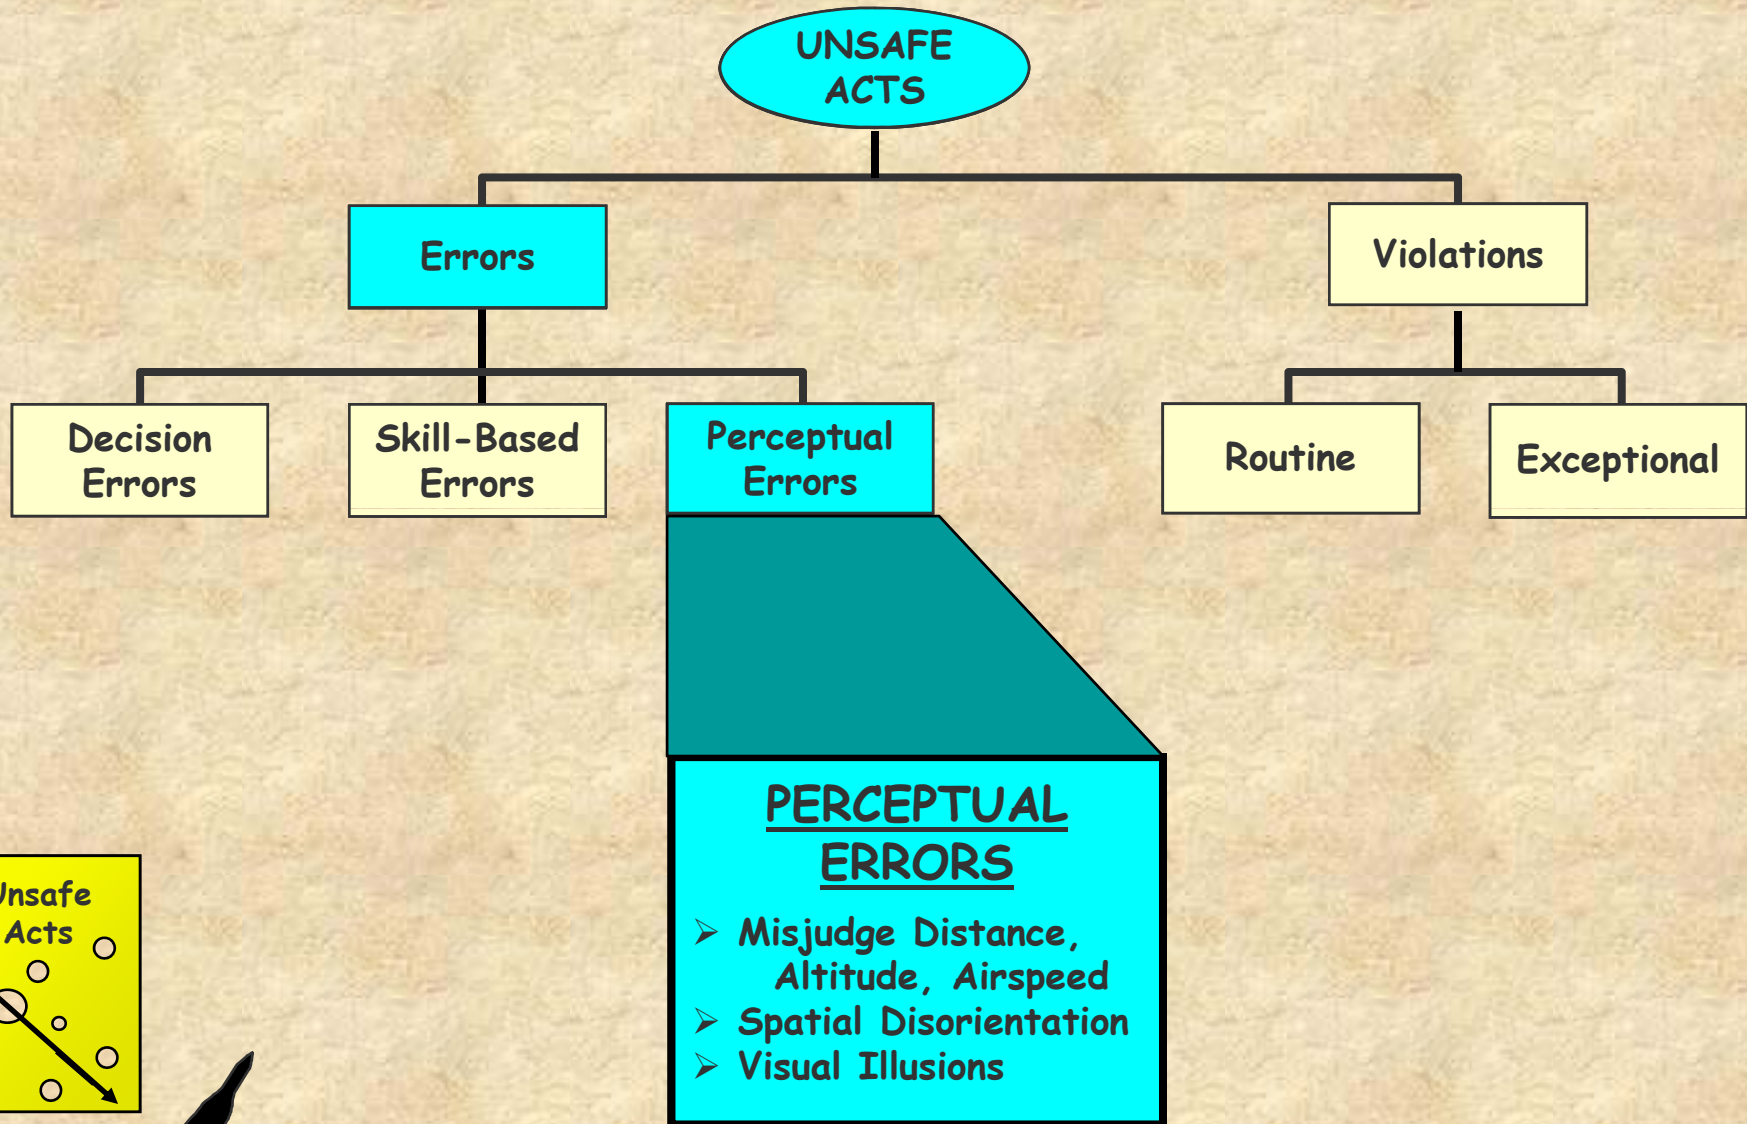 UNSAFE
ACTS
Errors
Violations
Decision
Errors
Skill-Based
Errors
Perceptual
Errors
Routine
Exceptional
PERCEPTUAL
ERRORS
➢ Misjudge Distance,
Altitude, Airspeed
➢ Spatial Disorientation
➢ Visual Illusions
Unsafe
Acts